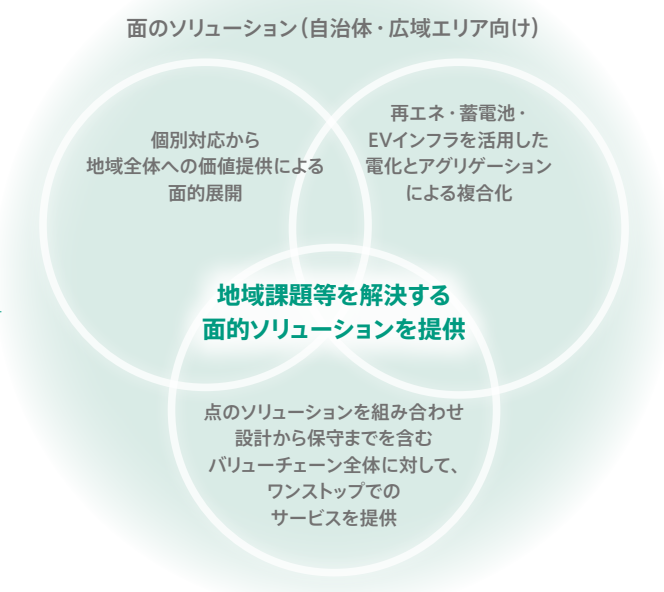 面のソリューション（自治体・広域エリア向け）
個別対応から
地域全体への価値提供による
面的展開
再エネ・蓄電池・
EVインフラを活用した
電化とアグリゲーション
による複合化
地域課題等を解決する
面的ソリューションを提供
点のソリューションを組み合わせ
設計から保守までを含む
バリューチェーン全体に対して、
ワンストップでの
サービスを提供